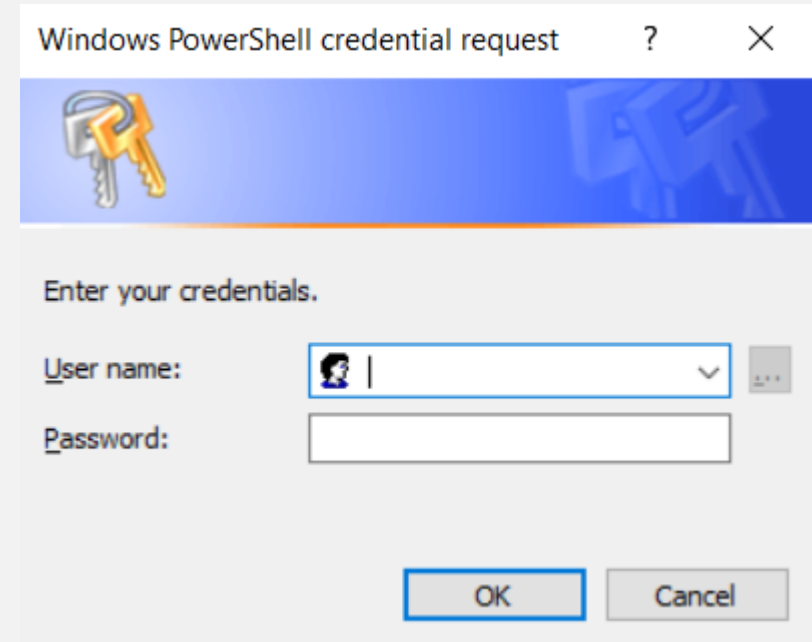 Windows PowerShell credential request ?
Enter your credentials.
User name:
...
Password:
OK Cancel